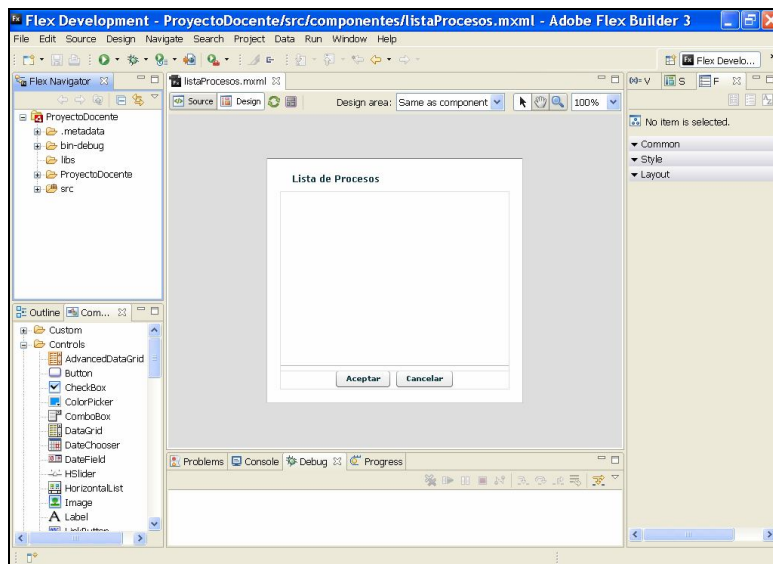 Flex Development - ProyectoDocente/src/componentes/listaProcesos.mxml - Adobe Flex Builder 3
File Edit Source Design Navigate Search Project Data Run Window Help
Flex Develo...
Flex Navigator
ProyectoDocente
.metadata
bin-debug
libs
ProyectoDocente
src
listaProcesos.mxml
Source Design Design area: Same as component 100%
Lista de Procesos
Aceptar Cancelar
V S F
No item is selected.
Common
Style
Layout
Outline Com...
Custom
Controls
AdvancedDataGrid
Button
CheckBox
ColorPicker
ComboBox
DataGrid
DateChooser
DateField
HSlider
HorizontalList
Image
A Label
LinkButton
Problems Console Debug Progress